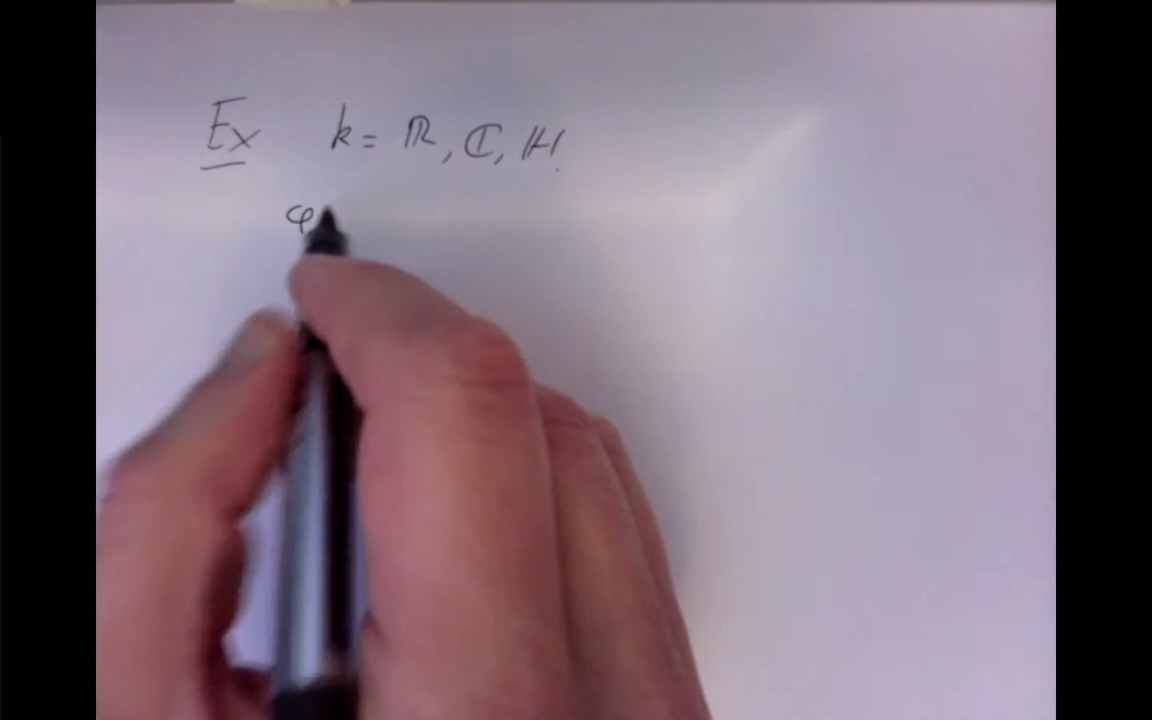 Ex k = ℝ, ℂ, ℍ.
φ